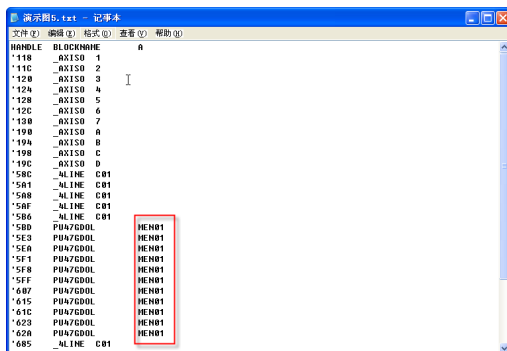 演示图5.txt - 记事本
文件(F) 编辑(E) 格式(O) 查看(V) 帮助(H)
HANDLE BLOCKNAME A
'118 _AXISO 1
'11C _AXISO 2
'120 _AXISO 3
'124 _AXISO 4
'128 _AXISO 5
'12C _AXISO 6
'130 _AXISO 7
'190 _AXISO A
'194 _AXISO B
'198 _AXISO C
'19C _AXISO D
'58C _4LINE C01
'5A1 _4LINE C01
'5A8 _4LINE C01
'5AF _4LINE C01
'5B6 _4LINE C01
'5BD PU47GDOL MEN01
'5E3 PU47GDOL MEN01
'5EA PU47GDOL MEN01
'5F1 PU47GDOL MEN01
'5F8 PU47GDOL MEN01
'5FF PU47GDOL MEN01
'607 PU47GDOL MEN01
'615 PU47GDOL MEN01
'61C PU47GDOL MEN01
'623 PU47GDOL MEN01
'62A PU47GDOL MEN01
'685 _4LINE C01